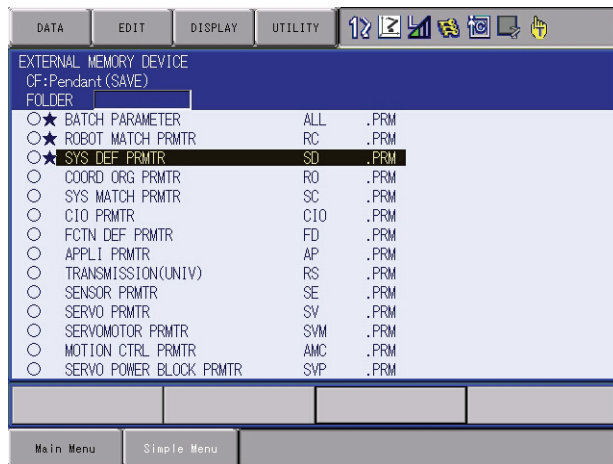 DATA EDIT DISPLAY UTILITY
EXTERNAL MEMORY DEVICE
CF:Pendant(SAVE)
FOLDER
○★ BATCH PARAMETER ALL .PRM
○★ ROBOT MATCH PRMTR RC .PRM
○★ SYS DEF PRMTR SD .PRM
○ COORD ORG PRMTR RO .PRM
○ SYS MATCH PRMTR SC .PRM
○ CIO PRMTR CIO .PRM
○ FCTN DEF PRMTR FD .PRM
○ APPLI PRMTR AP .PRM
○ TRANSMISSION(UNIV) RS .PRM
○ SENSOR PRMTR SE .PRM
○ SERVO PRMTR SV .PRM
○ SERVOMOTOR PRMTR SVM .PRM
○ MOTION CTRL PRMTR AMC .PRM
○ SERVO POWER BLOCK PRMTR SVP .PRM
Main Menu Simple Menu